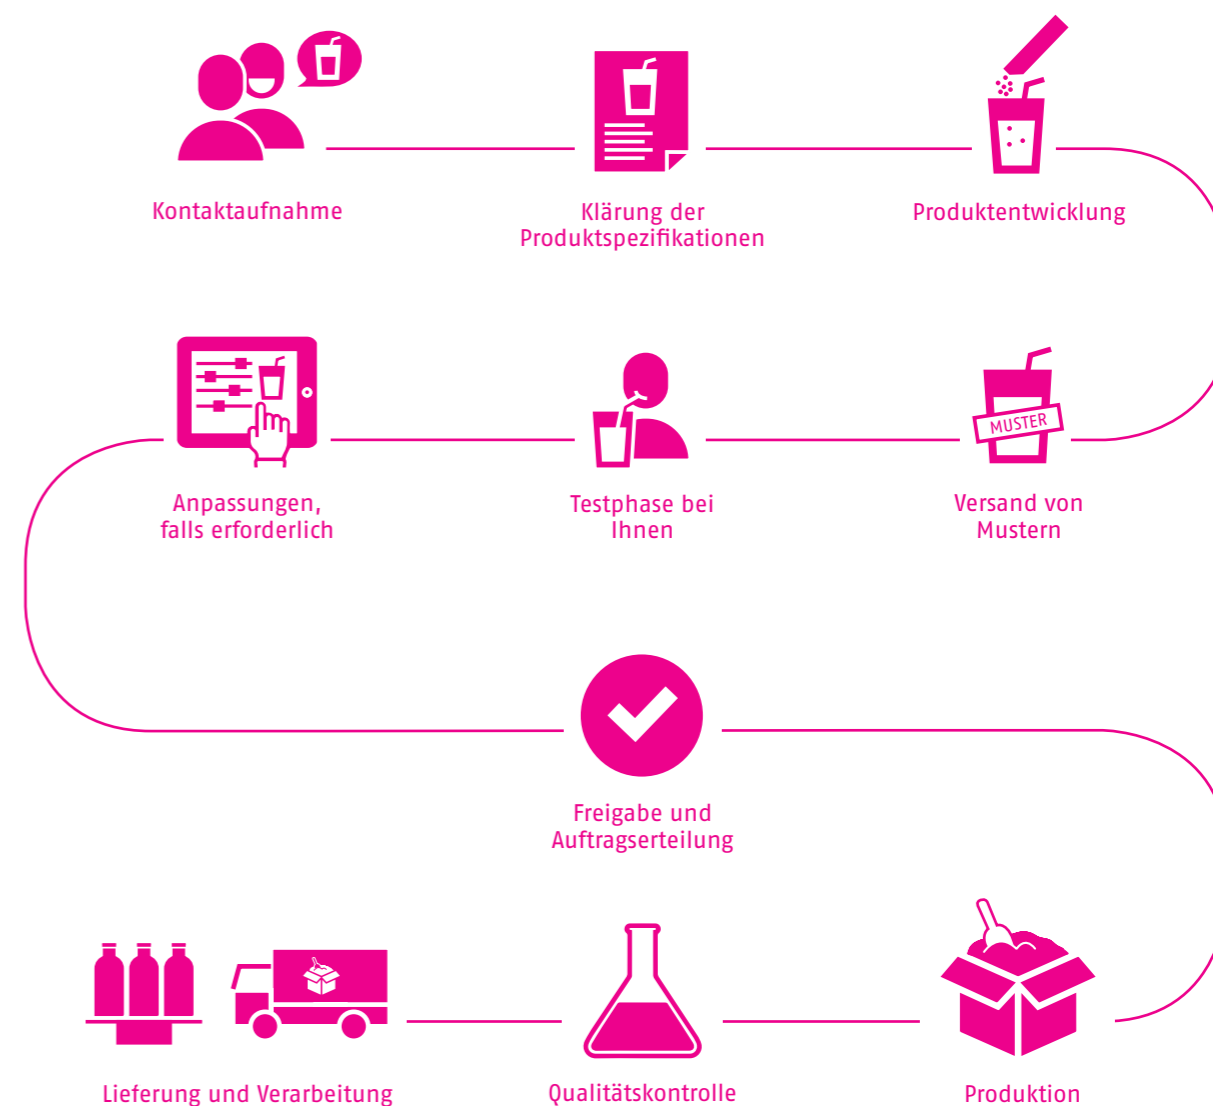 Kontaktaufnahme
Klärung der
Produktspezifikationen
Produktentwicklung
MUSTER
Versand von
Mustern
Testphase bei
Ihnen
Anpassungen,
falls erforderlich
Freigabe und
Auftragserteilung
Produktion
Qualitätskontrolle
Lieferung und Verarbeitung